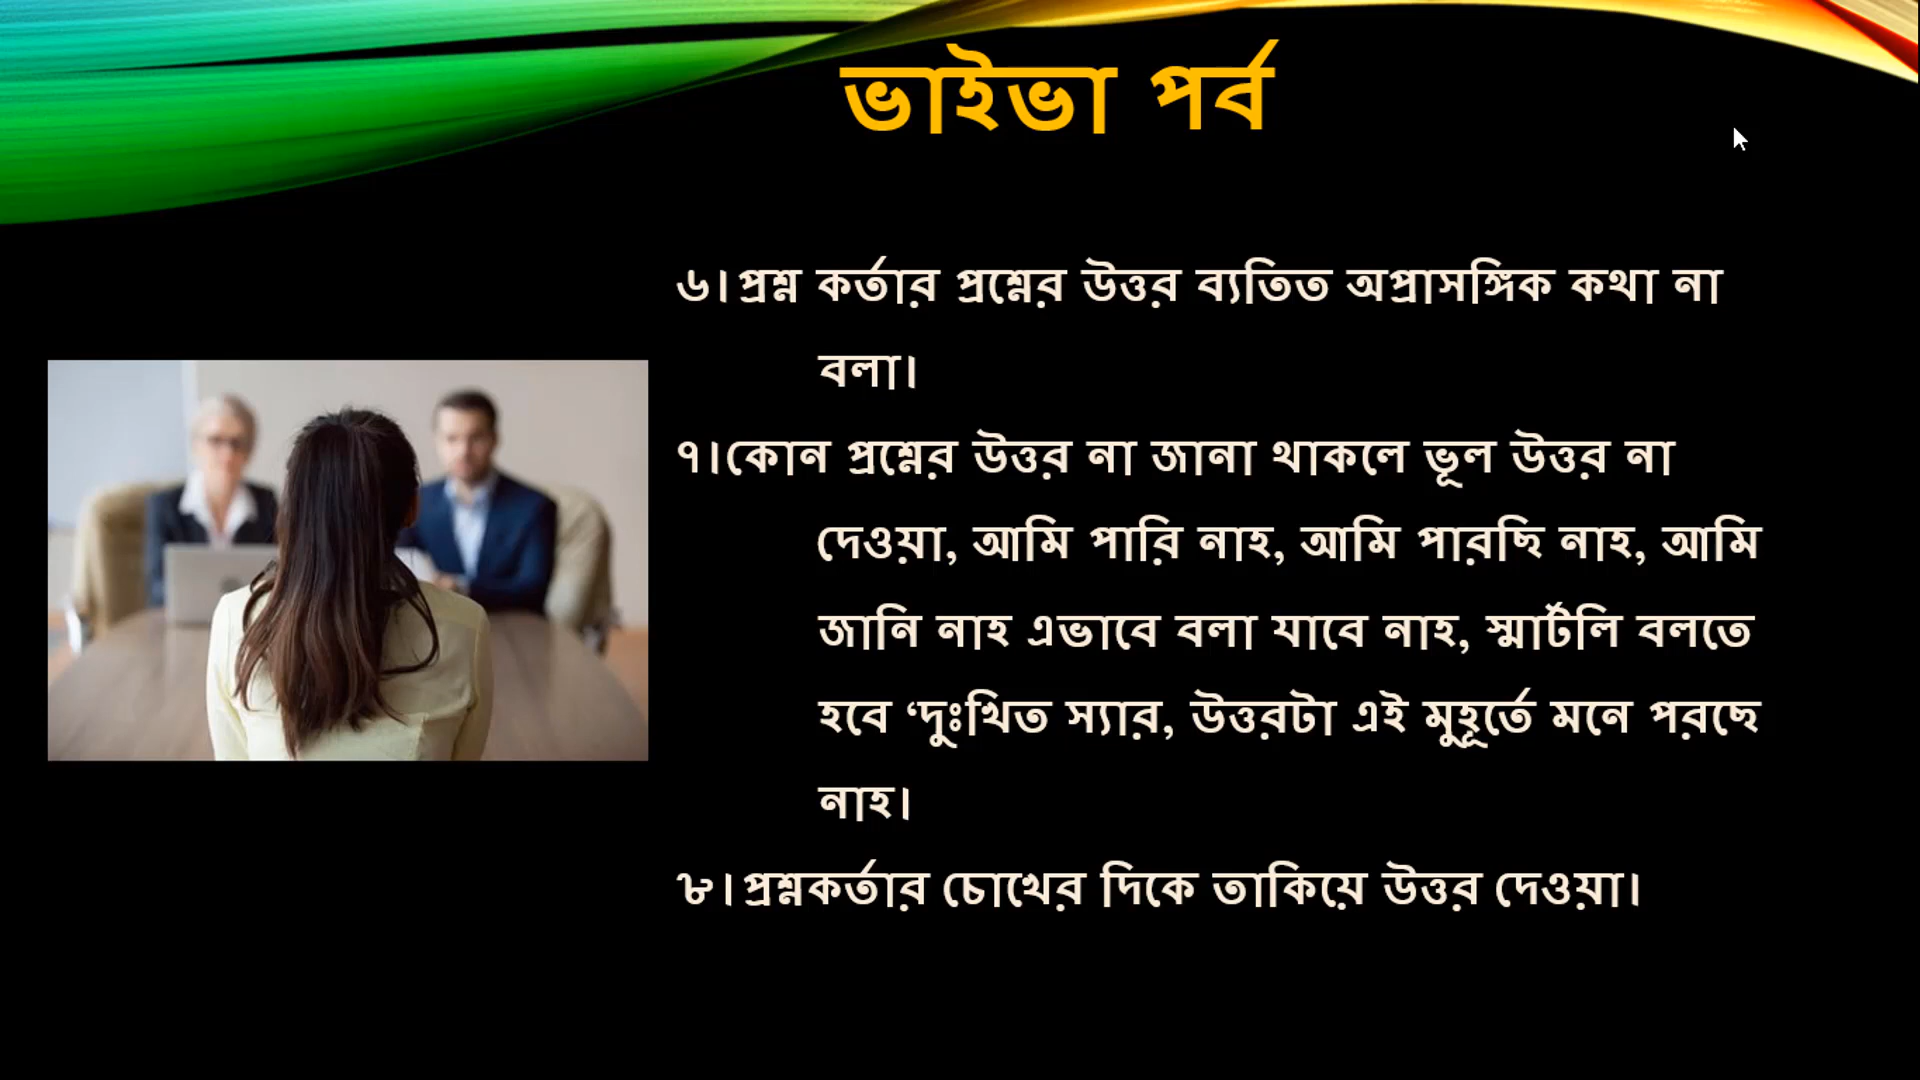 ভাইভা পর্ব
৬। প্রশ্ন কর্তার প্রশ্নের উত্তর ব্যতিত অপ্রাসঙ্গিক কথা না
বলা।
৭।কোন প্রশ্নের উত্তর না জানা থাকলে ভূল উত্তর না
দেওয়া, আমি পারি নাহ, আমি পারছি নাহ, আমি
জানি নাহ এভাবে বলা যাবে নাহ, স্মার্টলি বলতে
হবে ‘দুঃখিত স্যার, উত্তরটা এই মুহূর্তে মনে পরছে
নাহ।
৮। প্রশ্নকর্তার চোখের দিকে তাকিয়ে উত্তর দেওয়া।